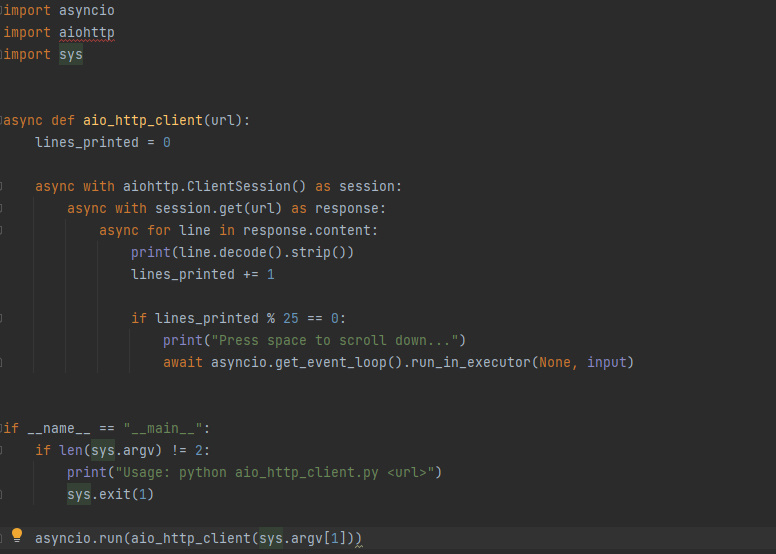 import asyncio
import aiohttp
import sys
async def aio_http_client(url):
lines_printed = 0
async with aiohttp.ClientSession() as session:
async with session.get(url) as response:
async for line in response.content:
print(line.decode().strip())
lines_printed += 1
if lines_printed % 25 == 0:
print("Press space to scroll down...")
await asyncio.get_event_loop().run_in_executor(None, input)
if __name__ == "__main__":
if len(sys.argv) != 2:
print("Usage: python aio_http_client.py <url>")
sys.exit(1)
asyncio.run(aio_http_client(sys.argv[1]))